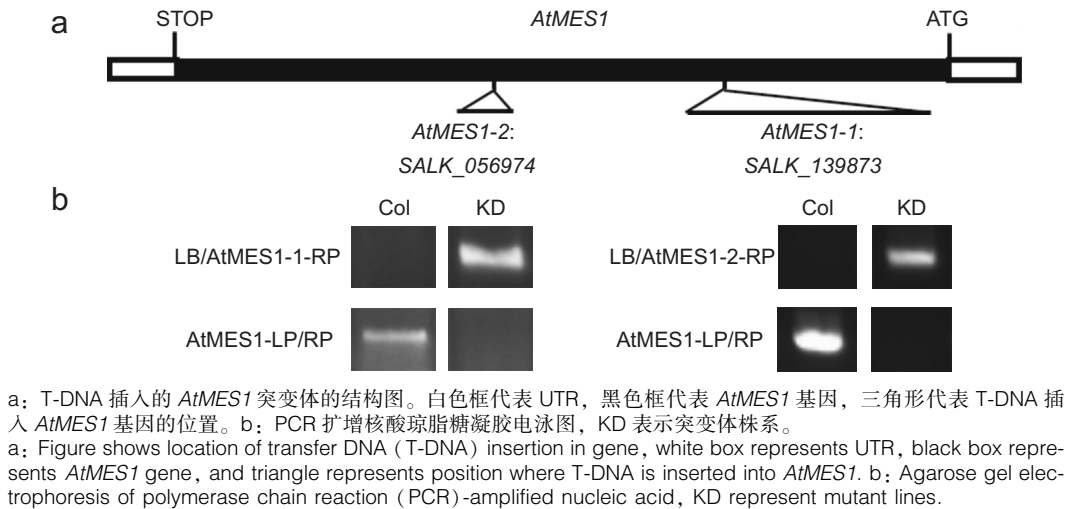 a
STOP
AtMES1
ATG
AtMES1-2:
SALK_056974
AtMES1-1:
SALK_139873
b
Col
KD
LB/AtMES1-1-RP
AtMES1-LP/RP
Col
KD
LB/AtMES1-2-RP
AtMES1-LP/RP
a：T-DNA 插入的 AtMES1 突变体的结构图。白色框代表 UTR，黑色框代表 AtMES1 基因，三角形代表 T-DNA 插
入 AtMES1 基因的位置。b：PCR 扩增核酸琼脂糖凝胶电泳图，KD 表示突变体株系。
a：Figure shows location of transfer DNA（T-DNA）insertion in gene，white box represents UTR，black box repre-
sents AtMES1 gene，and triangle represents position where T-DNA is inserted into AtMES1. b：Agarose gel elec-
trophoresis of polymerase chain reaction（PCR）-amplified nucleic acid，KD represent mutant lines.